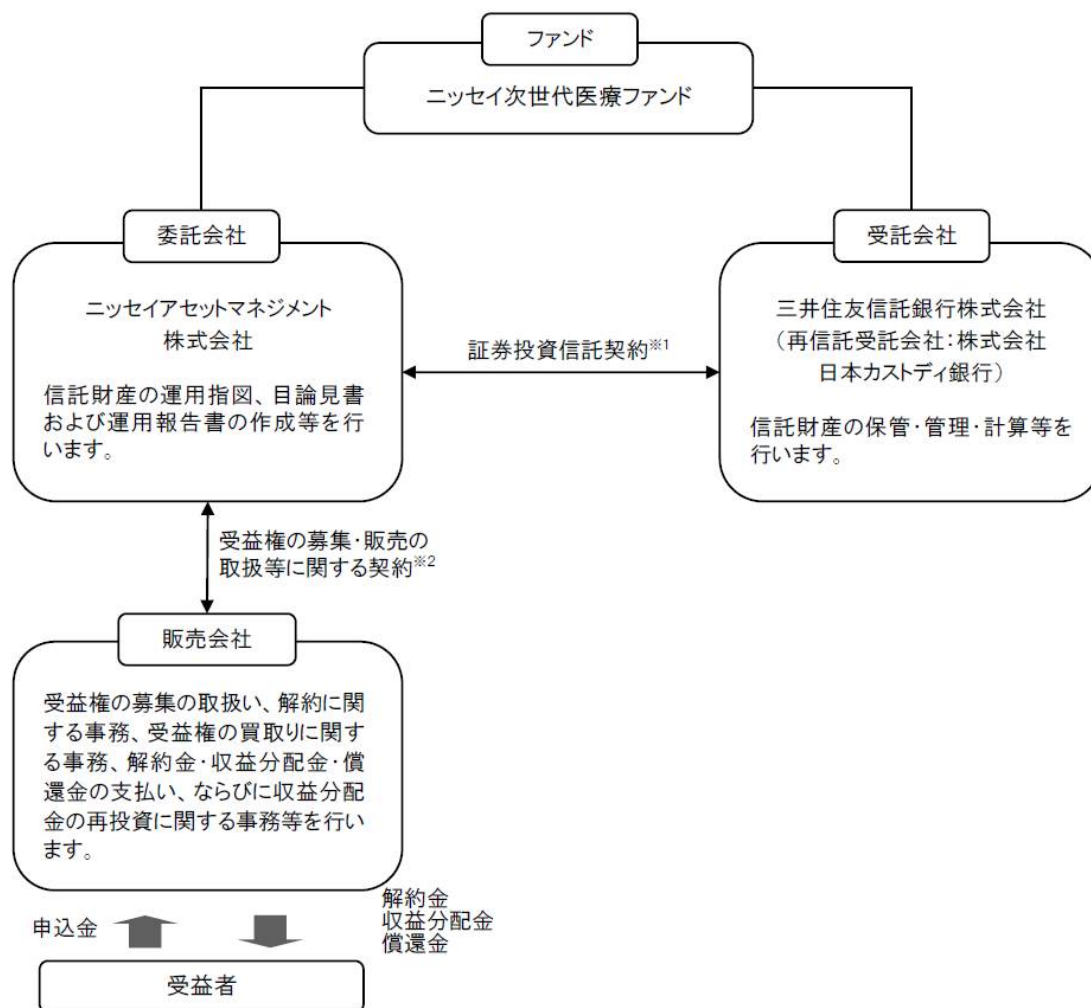 ファンド
ニッセイ次世代医療ファンド
委託会社
ニッセイアセットマネジメント
株式会社
信託財産の運用指図、目論見書
および運用報告書の作成等を行
います。
証券投資信託契約※1
受託会社
三井住友信託銀行株式会社
（再信託受託会社：株式会社
日本カストディ銀行）
信託財産の保管・管理・計算等を
行います。
受益権の募集・販売の
取扱等に関する契約※2
販売会社
受益権の募集の取扱い、解約に関
する事務、受益権の買取りに関す
る事務、解約金・収益分配金・償
還金の支払い、ならびに収益分配
金の再投資に関する事務等を行い
ます。
申込金
解約金
収益分配金
償還金
受益者